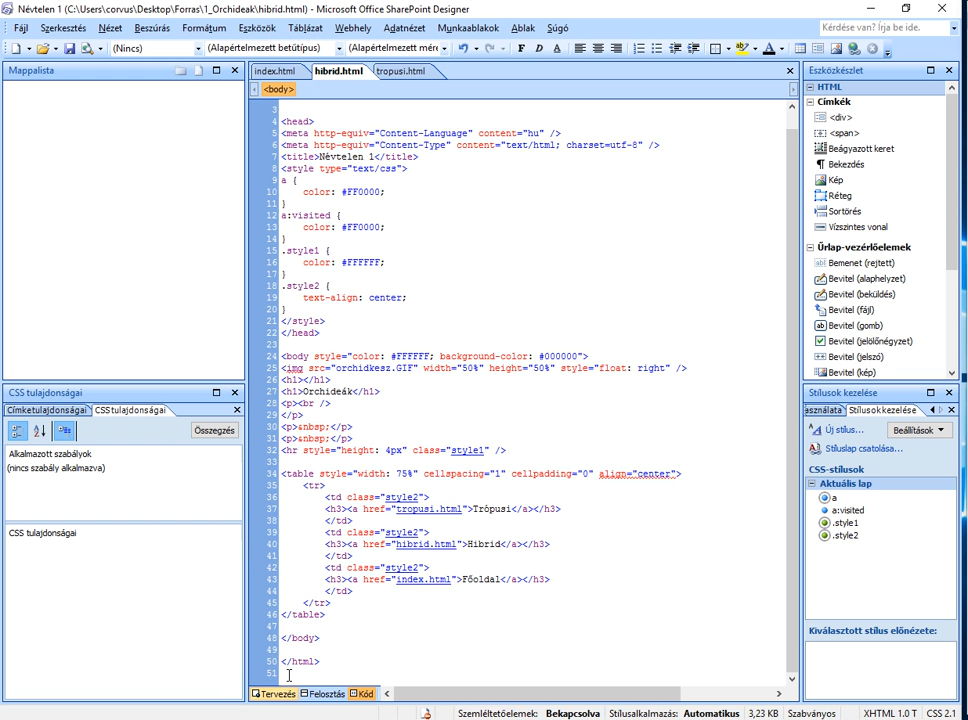 Névtelen 1 (C:\Users\corvus\Desktop\Forras\1_Orchideak\hibrid.html) - Microsoft Office SharePoint Designer
Fájl Szerkesztés Nézet Beszúrás Formátum Eszközök Táblázat Webhely Adatnézet Munkaablakok Ablak Súgó Kérdése van? Írja be ide.
(Nincs) (Alapértelmezett betűtípus) (Alapértelmezett mére F D A
Mappalista
index.html hibrid.html tropusi.html
<body>
3
4 <head>
5 <meta http-equiv="Content-Language" content="hu" />
6 <meta http-equiv="Content-Type" content="text/html; charset=utf-8" />
7 <title>Névtelen 1</title>
8 <style type="text/css">
9 a {
10 color: #FF0000;
11 }
12 a:visited {
13 color: #FF0000;
14 }
15 .style1 {
16 color: #FFFFFF;
17 }
18 .style2 {
19 text-align: center;
20 }
21 </style>
22 </head>
23
24 <body style="color: #FFFFFF; background-color: #000000">
25 <img src="orchidkesz.GIF" width="50%" height="50%" style="float: right" />
26 <h1></h1>
27 <h1>Orchideák</h1>
28 <p><br />
29 </p>
30 <p>&nbsp;</p>
31 <p>&nbsp;</p>
32 <hr style="height: 4px" class="style1" />
33
34 <table style="width: 75%" cellspacing="1" cellpadding="0" align="center">
35 <tr>
36 <td class="style2">
37 <h3><a href="tropusi.html">Trópusi</a></h3>
38 </td>
39 <td class="style2">
40 <h3><a href="hibrid.html">Hibrid</a></h3>
41 </td>
42 <td class="style2">
43 <h3><a href="index.html">Főoldal</a></h3>
44 </td>
45 </tr>
46 </table>
47
48 </body>
49
50 </html>
51
Tervezés Felosztás Kód
CSS tulajdonságai
Címketulajdonságai CSS tulajdonságai
Összegzés
Alkalmazott szabályok
(nincs szabály alkalmazva)
CSS tulajdonságai
Eszközkészlet
HTML
Címkék
<div>
<span>
Beágyazott keret
Bekezdés
Kép
Réteg
Sortörés
Vízszintes vonal
Űrlap-vezérlőelemek
Bemenet (rejtett)
Bevitel (alaphelyzet)
Bevitel (beküldés)
Bevitel (fájl)
Bevitel (gomb)
Bevitel (jelölőnégyzet)
Bevitel (jelszó)
Bevitel (kép)
Stílusok kezelése
asználata Stílusok kezelése
Új stílus... Beállítások
Stíluslap csatolása...
CSS-stílusok
Aktuális lap
a
a:visited
.style1
.style2
Kiválasztott stílus előnézete:
Szemléltetőelemek: Bekapcsolva Stílusalkalmazás: Automatikus 3,23 KB Szabványos XHTML 1.0 T CSS 2.1